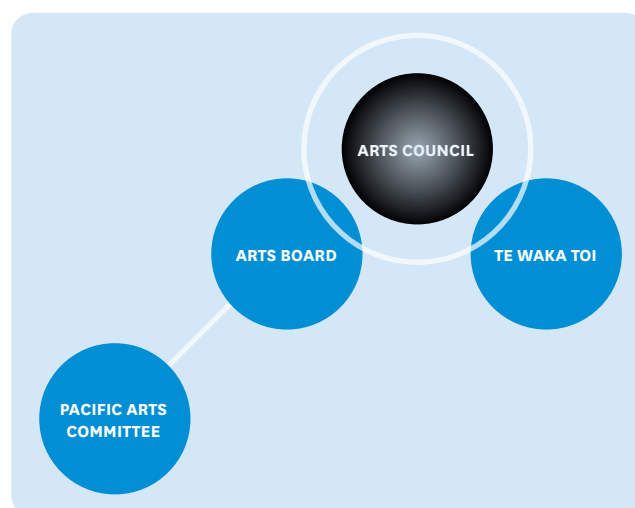 ARTS COUNCIL
ARTS BOARD
TE WAKA TOI
PACIFIC ARTS
COMMITTEE